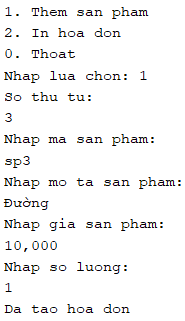 1. Them san pham
2. In hoa don
0. Thoat
Nhap lua chon: 1
So thu tu:
3
Nhap ma san pham:
sp3
Nhap mo ta san pham:
Đường
Nhap gia san pham:
10,000
Nhap so luong:
1
Da tao hoa don